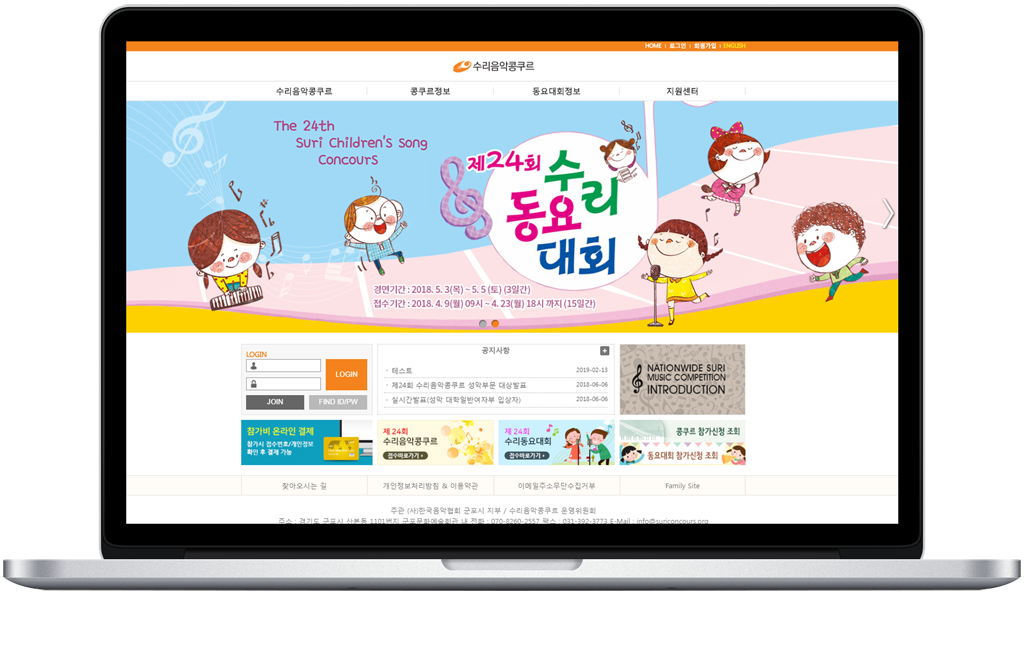 HOME | 로그인 | 회원가입 | ENGLISH
수리음악콩쿠르
수리음악콩쿠르 콩쿠르정보 동요대회정보 지원센터
The 24th
Suri Children's Song
Concours
제24회
수리
동요
대회
경연기간 : 2018. 5. 3(목) ~ 5. 5 (토) (3일간)
접수기간 : 2018. 4. 9(월) 09시 ~ 4. 23(월) 18시 까지 (15일간)
LOGIN
LOGIN
JOIN FIND ID/PW
공지사항
· 테스트 2019-02-13
· 제24회 수리음악콩쿠르 성악부문 대상발표 2018-06-06
· 실시간발표(성악 대학일반여자부 입상자) 2018-06-06
NATIONWIDE SURI
MUSIC COMPETITION
INTRODUCTION
참가비 온라인 결제
참가시 접수번호/개인정보
확인 후 결제 가능
제 24회
수리음악콩쿠르
접수바로가기
제 24회
수리동요대회
접수바로가기
콩쿠르 참가신청 조회
동요대회 참가신청 조회
찾아오시는 길 개인정보처리방침 & 이용약관 이메일주소무단수집거부 Family Site
주관 (사)한국음악협회 군포시 지부 / 수리음악콩쿠르 운영위원회
주소 : 경기도 군포시 산본동 1101번지 군포문화예술회관 내 전화 : 070-8260-2557 팩스 : 031-392-3773 E-Mail : info@suriconcours.org